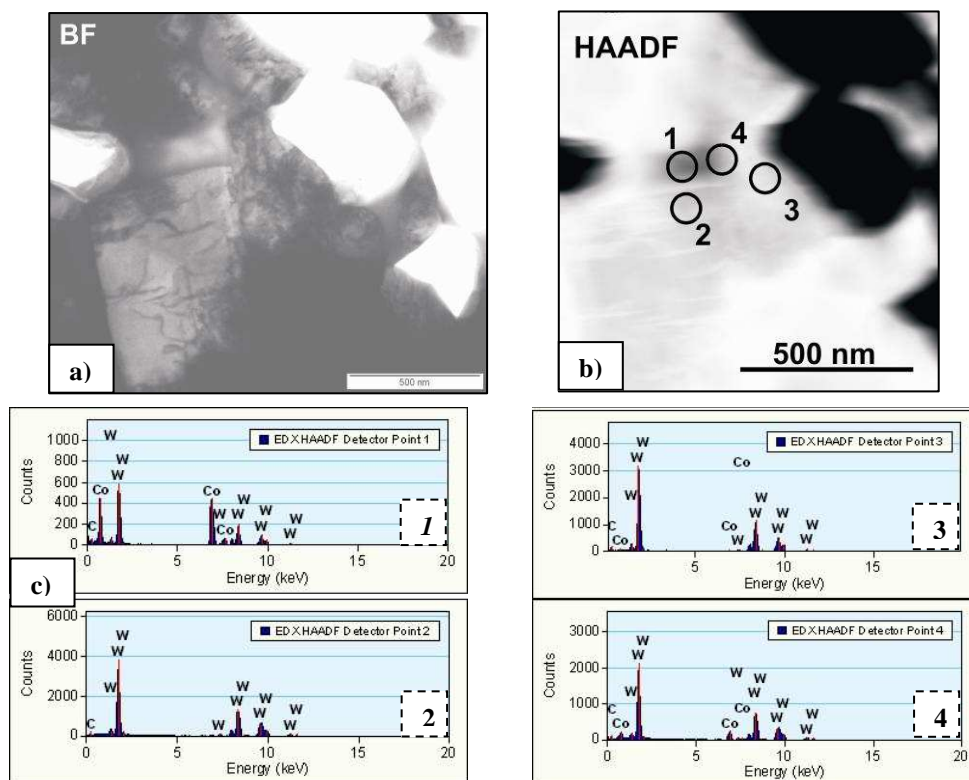 BF
a)
500 nm
HAADF
1
4
3
2
500 nm
b)
c)
Counts
1000
800
600
400
200
0
W
W
W
Co
C
Co
W
W
W
Co
W
W
W
W
W
EDX HAADF Detector Point 1
1
0
5
10
15
20
Energy (keV)
Counts
4000
3000
2000
1000
0
W
W
W
C
Co
Co
Co
W
W
W
W
W
W
W
EDX HAADF Detector Point 3
3
0
5
10
15
20
Energy (keV)
Counts
6000
4000
2000
0
W
W
W
C
W
W
W
W
W
W
W
EDX HAADF Detector Point 2
2
0
5
10
15
20
Energy (keV)
Counts
3000
2000
1000
0
W
W
W
C
Co
W
W
W
Co
Co
W
W
W
W
EDX HAADF Detector Point 4
4
0
5
10
15
20
Energy (keV)